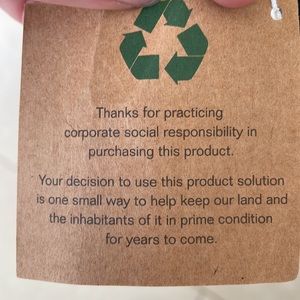 Thanks for practicing
corporate social responsibility in
purchasing this product.
Your decision to use this product solution
is one small way to help keep our land and
the inhabitants of it in prime condition
for years to come.